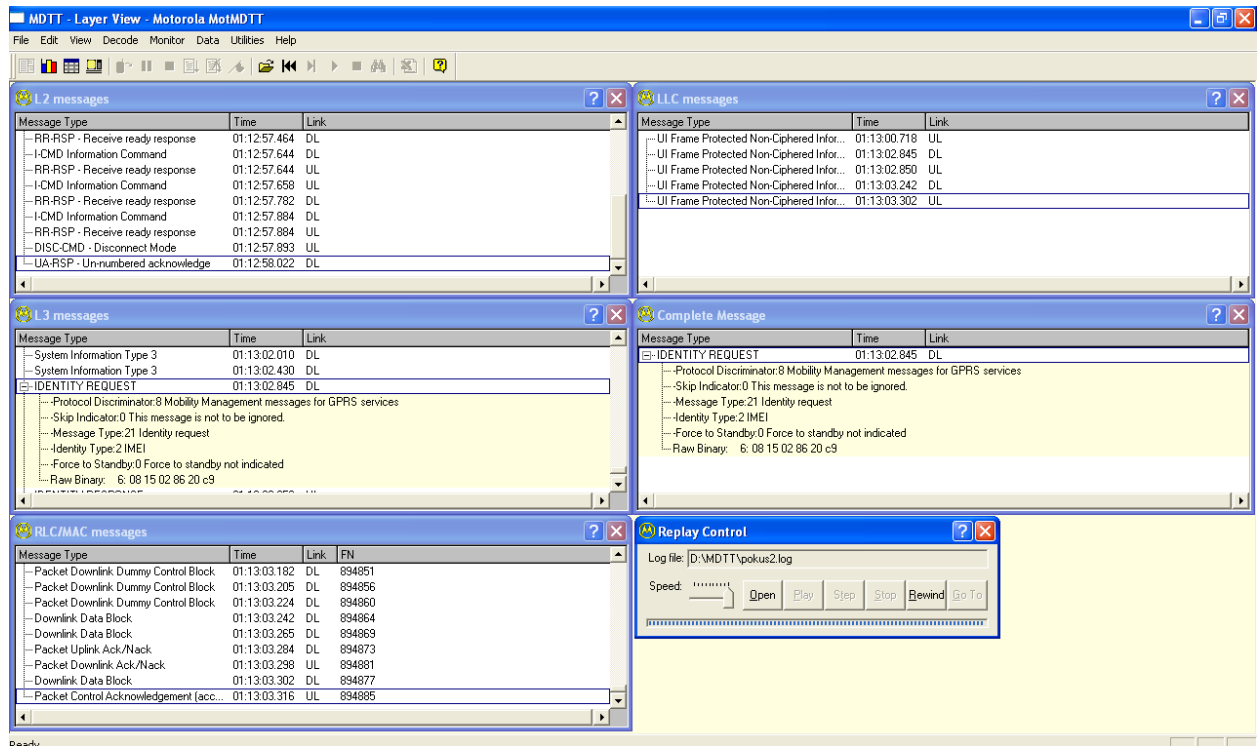 MDTT - Layer View - Motorola MotMDTT
File Edit View Decode Monitor Data Utilities Help
L2 messages
Message Type Time Link
RR-RSP - Receive ready response 01:12:57.464 DL
I-CMD Information Command 01:12:57.644 DL
RR-RSP - Receive ready response 01:12:57.644 UL
I-CMD Information Command 01:12:57.658 UL
RR-RSP - Receive ready response 01:12:57.782 DL
I-CMD Information Command 01:12:57.884 DL
RR-RSP - Receive ready response 01:12:57.884 UL
DISC-CMD - Disconnect Mode 01:12:57.893 UL
UA-RSP - Un-numbered acknowledge 01:12:58.022 DL
LLC messages
Message Type Time Link
UI Frame Protected Non-Ciphered Infor... 01:13:00.718 UL
UI Frame Protected Non-Ciphered Infor... 01:13:02.845 DL
UI Frame Protected Non-Ciphered Infor... 01:13:02.850 UL
UI Frame Protected Non-Ciphered Infor... 01:13:03.242 DL
UI Frame Protected Non-Ciphered Infor... 01:13:03.302 UL
L3 messages
Message Type Time Link
System Information Type 3 01:13:02.010 DL
System Information Type 3 01:13:02.430 DL
IDENTITY REQUEST 01:13:02.845 DL
-Protocol Discriminator:8 Mobility Management messages for GPRS services
-Skip Indicator:0 This message is not to be ignored.
-Message Type:21 Identity request
-Identity Type:2 IMEI
-Force to Standby:0 Force to standby not indicated
Raw Binary: 6: 08 15 02 86 20 c9
Complete Message
Message Type Time Link
IDENTITY REQUEST 01:13:02.845 DL
-Protocol Discriminator:8 Mobility Management messages for GPRS services
-Skip Indicator:0 This message is not to be ignored.
-Message Type:21 Identity request
-Identity Type:2 IMEI
-Force to Standby:0 Force to standby not indicated
Raw Binary: 6: 08 15 02 86 20 c9
RLC/MAC messages
Message Type Time Link FN
Packet Downlink Dummy Control Block 01:13:03.182 DL 894851
Packet Downlink Dummy Control Block 01:13:03.205 DL 894856
Packet Downlink Dummy Control Block 01:13:03.224 DL 894860
Downlink Data Block 01:13:03.242 DL 894864
Downlink Data Block 01:13:03.265 DL 894869
Packet Uplink Ack/Nack 01:13:03.284 DL 894873
Packet Downlink Ack/Nack 01:13:03.298 UL 894881
Downlink Data Block 01:13:03.302 DL 894877
Packet Control Acknowledgement (acc... 01:13:03.316 UL 894885
Replay Control
Log file: D:\MDTT\pokus2.log
Speed: Open Play Step Stop Rewind Go To
Ready